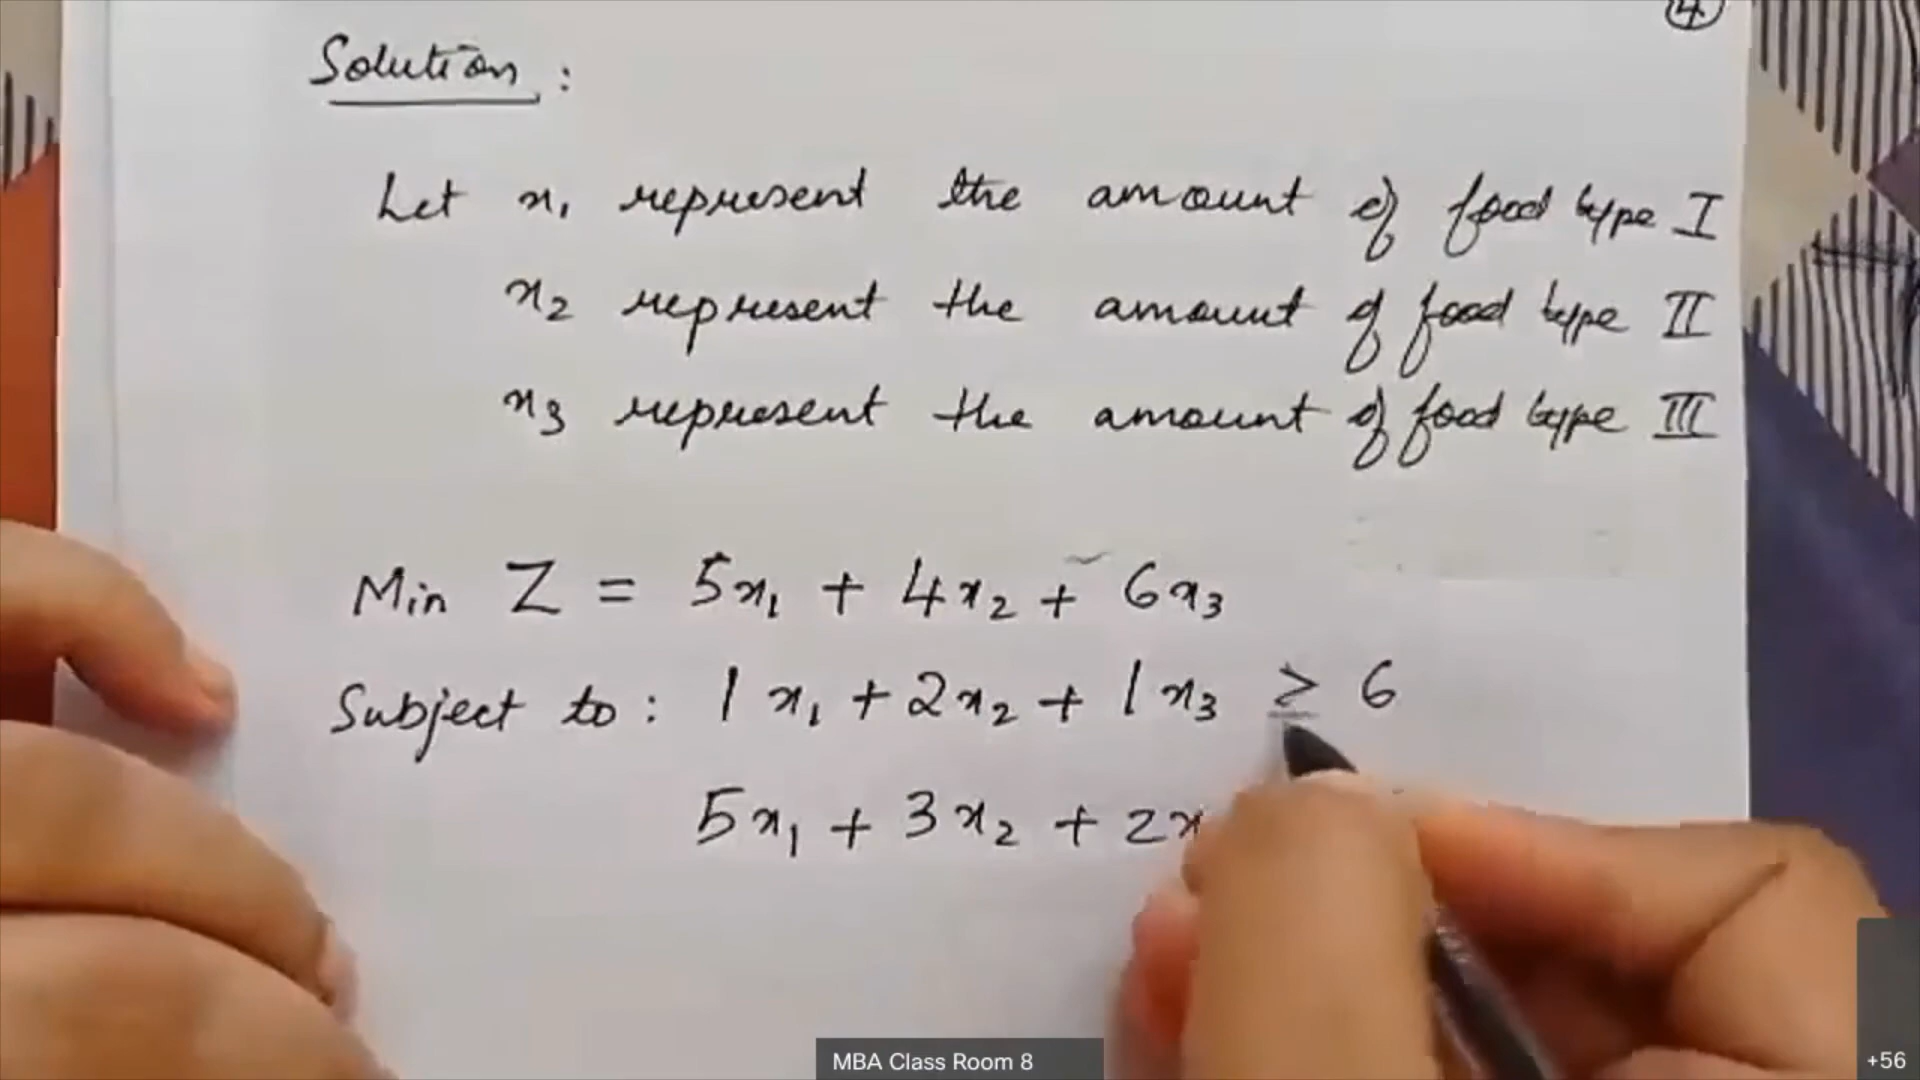 4
Solution :
Let x₁ represent the amount of food type I
x₂ represent the amount of food type II
x₃ represent the amount of food type III
Min Z = 5x₁ + 4x₂ + 6x₃
Subject to : 1x₁ + 2x₂ + 1x₃ ≥ 6
5x₁ + 3x₂ + 2x
MBA Class Room 8
+56